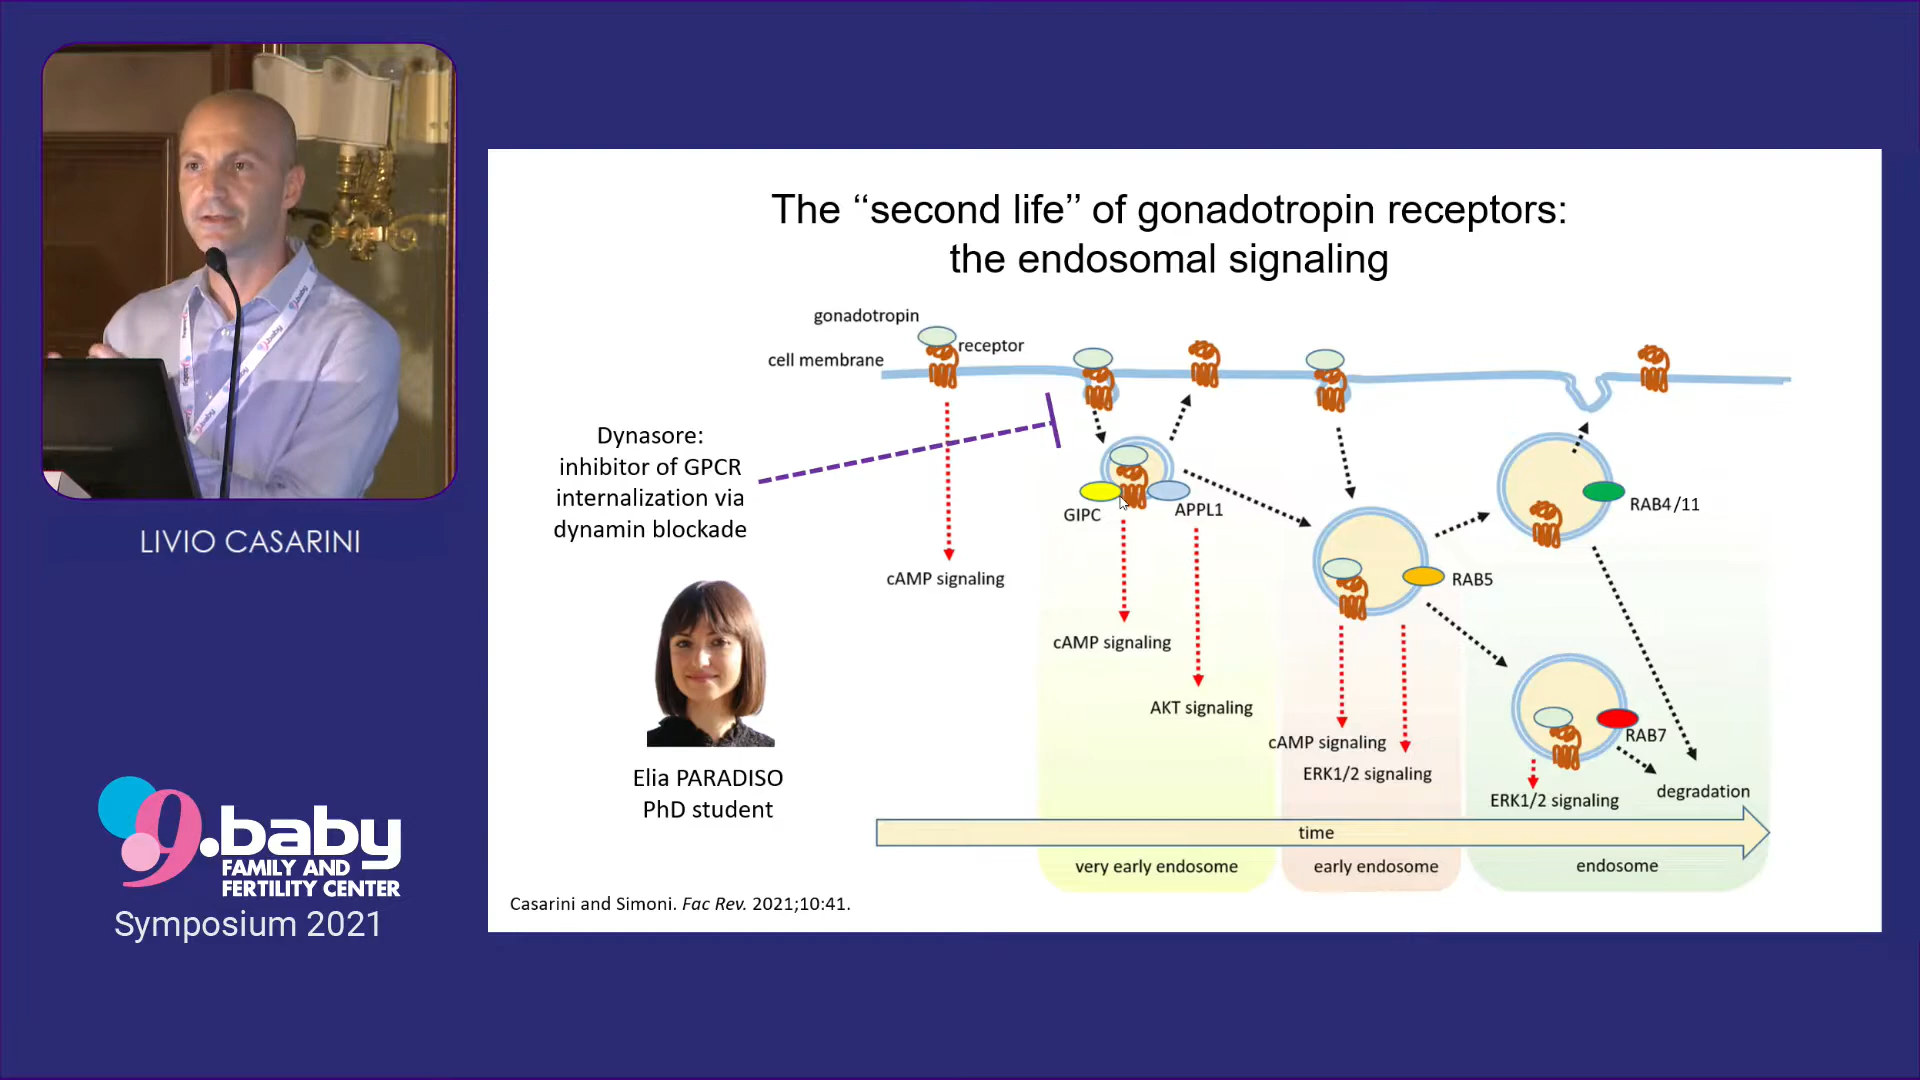 LIVIO CASARINI
9.baby
FAMILY AND
FERTILITY CENTER
Symposium 2021
The “second life” of gonadotropin receptors:
the endosomal signaling
gonadotropin
receptor
cell membrane
Dynasore:
inhibitor of GPCR
internalization via
dynamin blockade
GIPC
APPL1
RAB4/11
RAB5
cAMP signaling
cAMP signaling
AKT signaling
RAB7
cAMP signaling
ERK1/2 signaling
ERK1/2 signaling
degradation
Elia PARADISO
PhD student
time
very early endosome
early endosome
endosome
Casarini and Simoni. Fac Rev. 2021;10:41.